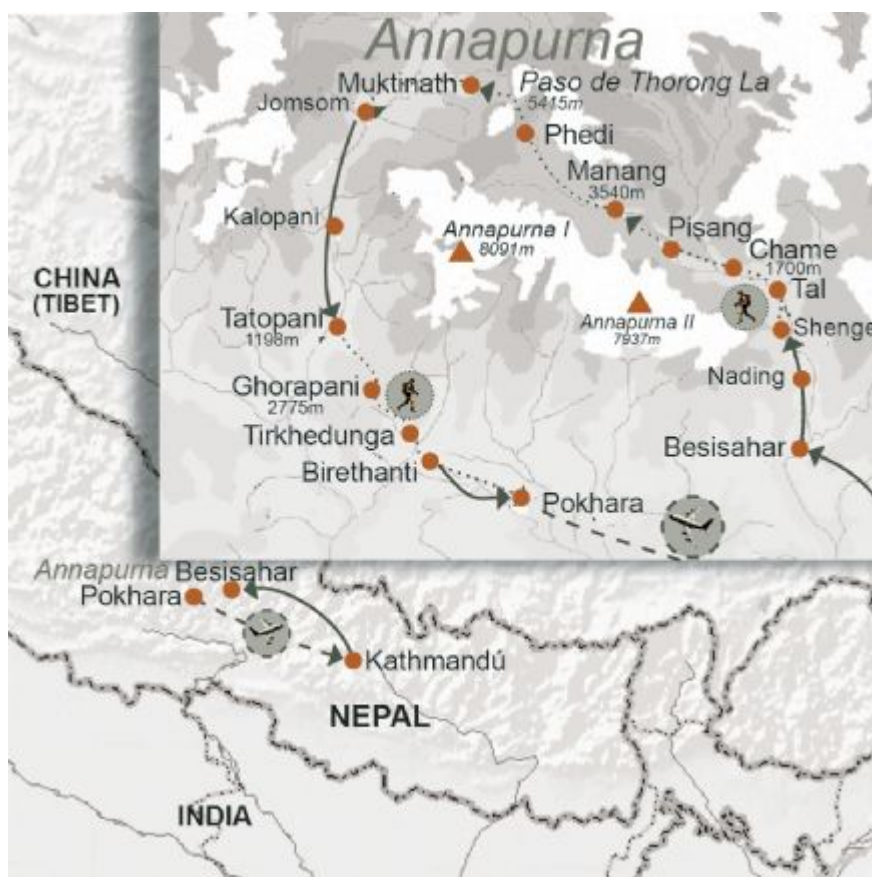 Annapurna
Muktinath
Paso de Thorong La
5415m
Jomsom
Phedi
Manang
3540m
Kalopani
Annapurna I
8091m
Pisang
Chame
1700m
Tal
Annapurna II
7937m
Shenge
Tatopani
1198m
Nading
Ghorapani
2775m
Tirkhedunga
Besisahar
Birethanti
Pokhara
CHINA
(TIBET)
Annapurna
Besisahar
Pokhara
Kathmandú
NEPAL
INDIA